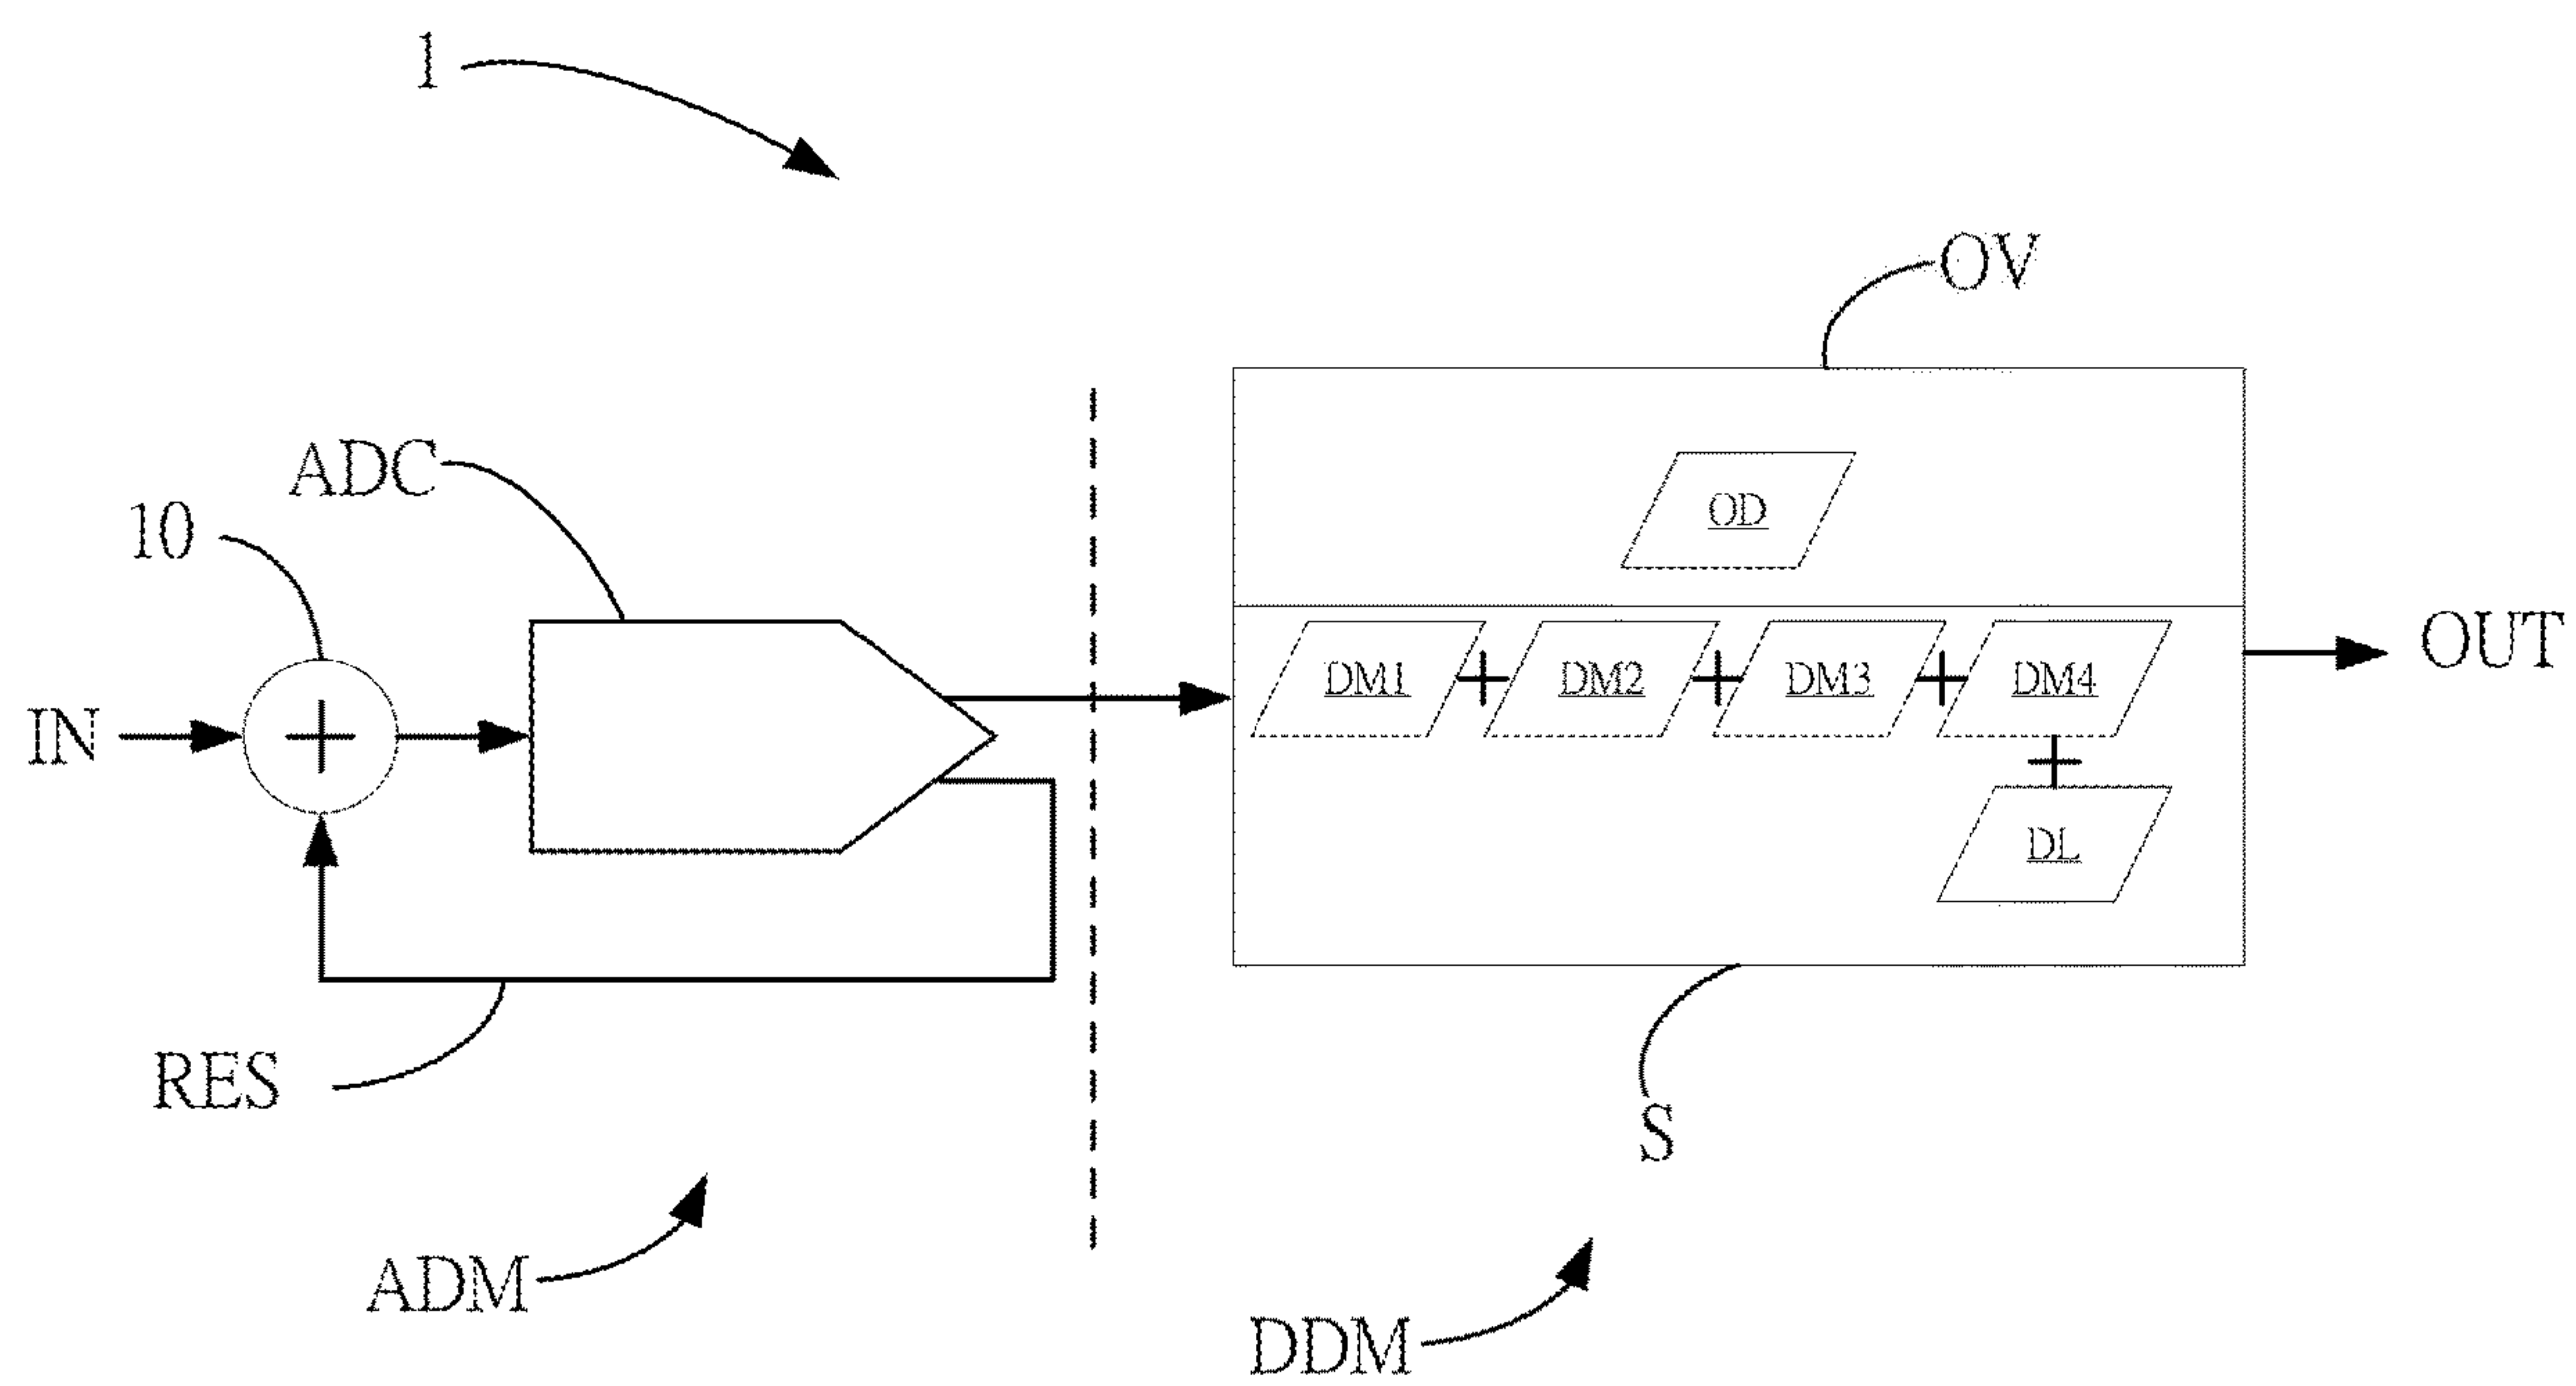 1
OV
ADC
10
OD
IN
DM1 + DM2 + DM3 + DM4
+
DL
OUT
RES
S
ADM
DDM